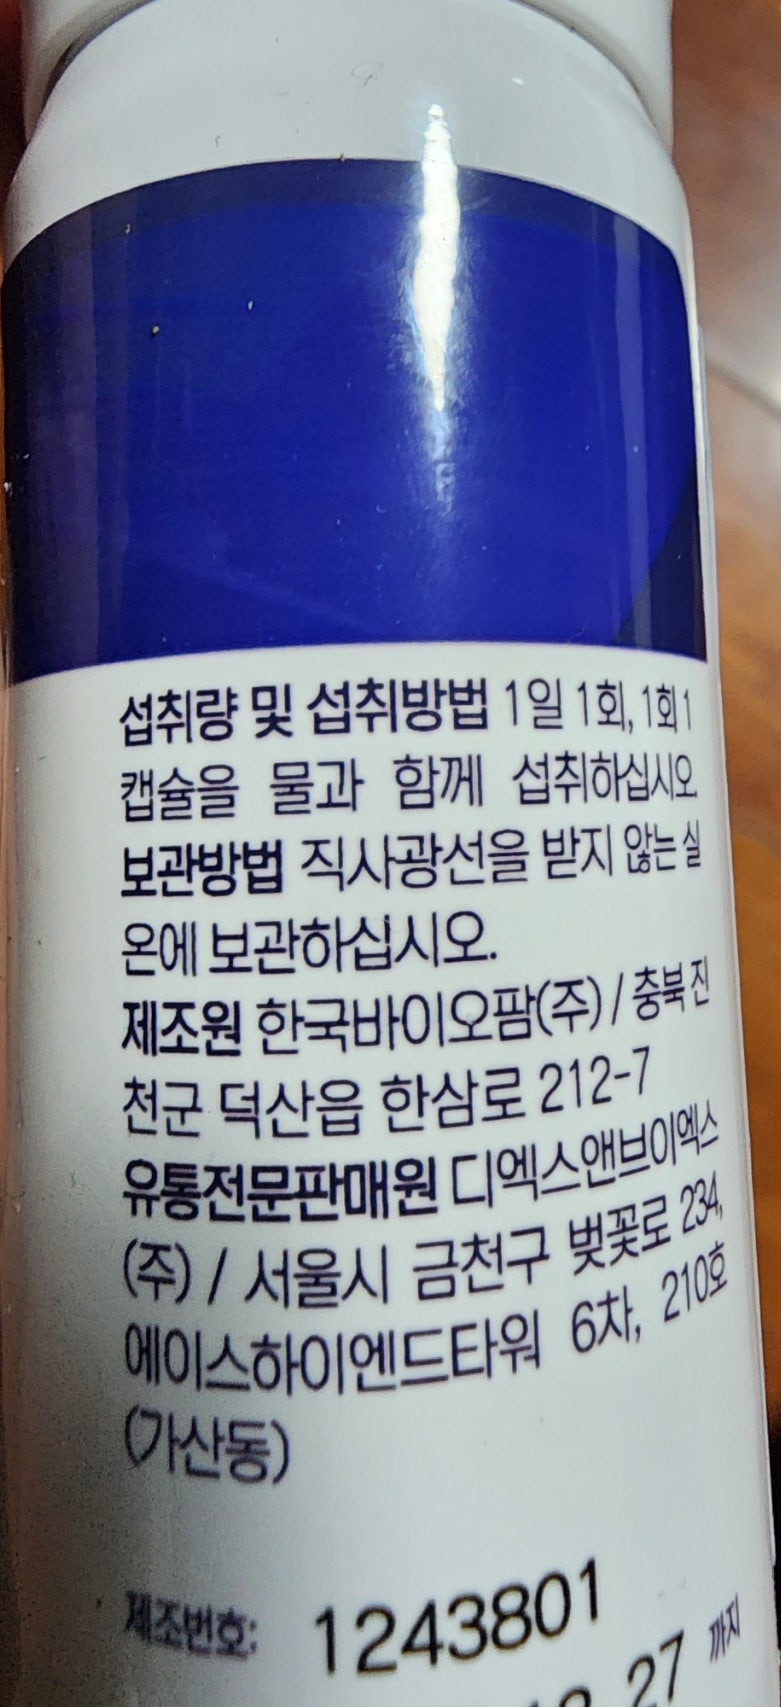 섭취량 및 섭취방법 1일 1회, 1회 1
캡슐을 물과 함께 섭취하십시오
보관방법 직사광선을 받지 않는 실
온에 보관하십시오.
제조원 한국바이오팜(주) / 충북 진
천군 덕산읍 한삼로 212-7
유통전문판매원 디엑스앤브이엑스
(주) / 서울시 금천구 벚꽃로 234,
에이스하이엔드타워 6차, 210호
(가산동)
제조번호: 1243801
27 까지